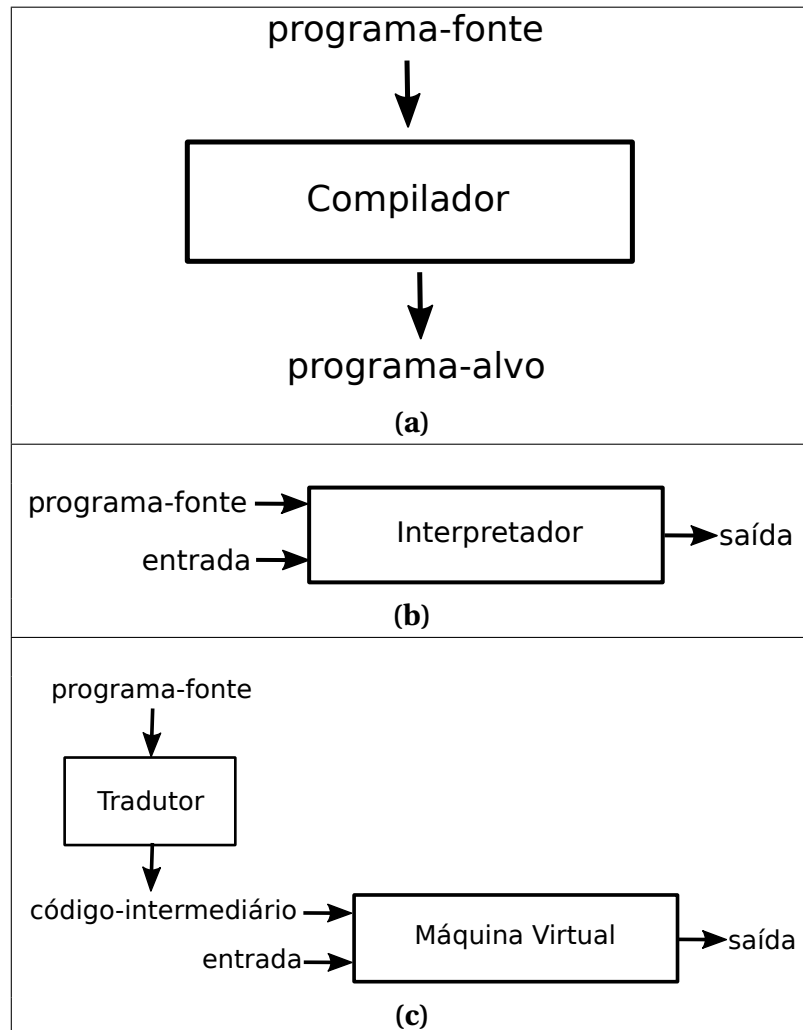 programa-fonte
Compilador
programa-alvo
(a)
programa-fonte
Interpretador
saída
entrada
(b)
programa-fonte
Tradutor
código-intermediário
Máquina Virtual
saída
entrada
(c)